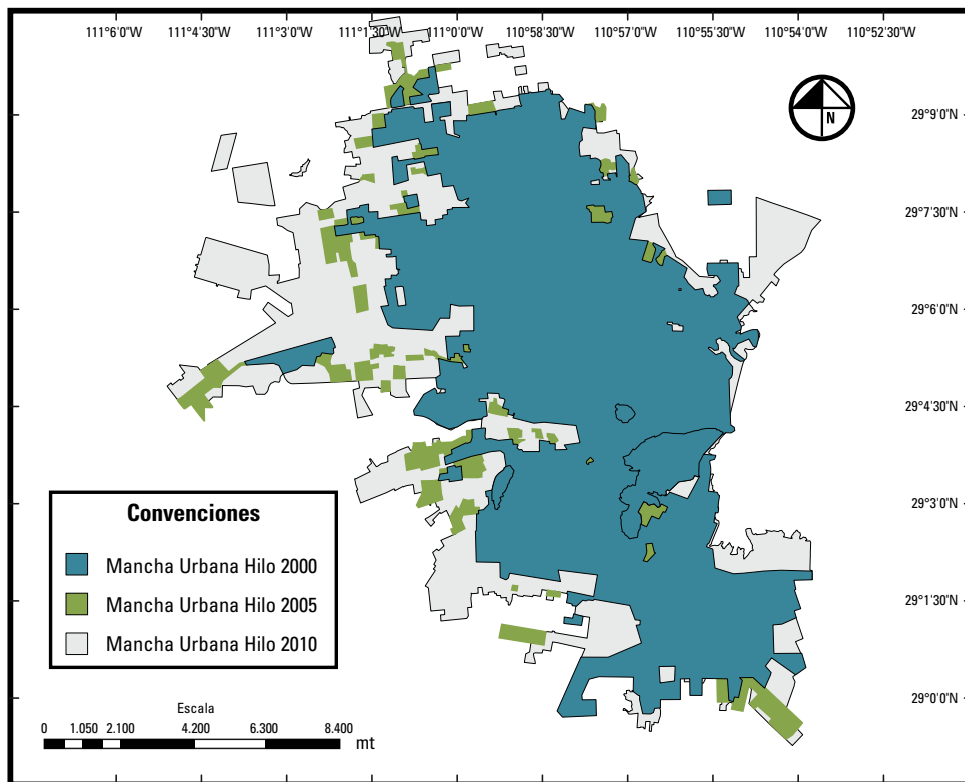 111°6'0"W 111°4'30"W 111°3'0"W 111°1'30"W 111°0'0"W 110°58'30"W 110°57'0"W 110°55'30"W 110°54'0"W 110°52'30"W
N
29°9'0"N
29°7'30"N
29°6'0"N
29°4'30"N
29°3'0"N
29°1'30"N
29°0'0"N
Convenciones
Mancha Urbana Hilo 2000
Mancha Urbana Hilo 2005
Mancha Urbana Hilo 2010
Escala
0 1.050 2.100 4.200 6.300 8.400
mt